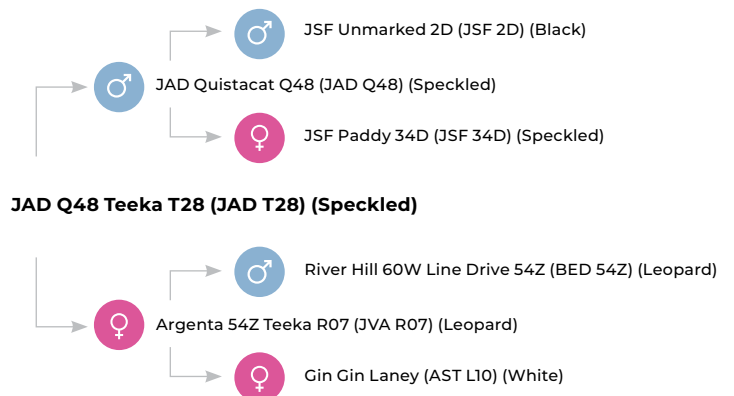 JSF Unmarked 2D (JSF 2D) (Black)
JAD Quistacat Q48 (JAD Q48) (Speckled)
JSF Paddy 34D (JSF 34D) (Speckled)
JAD Q48 Teeka T28 (JAD T28) (Speckled)
River Hill 60W Line Drive 54Z (BED 54Z) (Leopard)
Argenta 54Z Teeka R07 (JVA R07) (Leopard)
Gin Gin Laney (AST L10) (White)